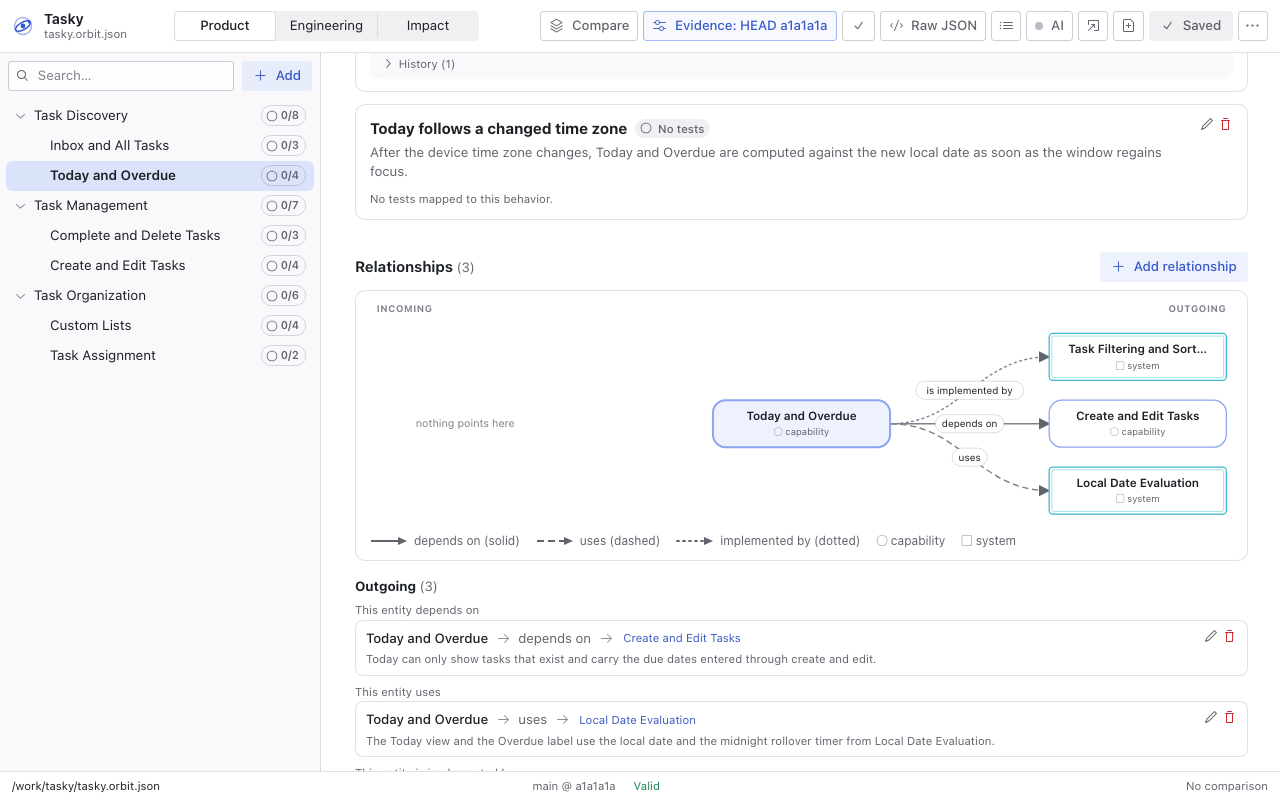 Tasky
tasky.orbit.json
Product
Engineering
Impact
Compare
Evidence: HEAD a1a1a1a
Raw JSON
AI
Saved
Search...
Add
Task Discovery 0/8
Inbox and All Tasks 0/3
Today and Overdue 0/4
Task Management 0/7
Complete and Delete Tasks 0/3
Create and Edit Tasks 0/4
Task Organization 0/6
Custom Lists 0/4
Task Assignment 0/2
History (1)
Today follows a changed time zone No tests
After the device time zone changes, Today and Overdue are computed against the new local date as soon as the window regains
focus.
No tests mapped to this behavior.
Relationships (3)
Add relationship
INCOMING
OUTGOING
nothing points here
Today and Overdue
capability
is implemented by
depends on
uses
Task Filtering and Sort...
system
Create and Edit Tasks
capability
Local Date Evaluation
system
depends on (solid)
uses (dashed)
implemented by (dotted)
capability
system
Outgoing (3)
This entity depends on
Today and Overdue → depends on → Create and Edit Tasks
Today can only show tasks that exist and carry the due dates entered through create and edit.
This entity uses
Today and Overdue → uses → Local Date Evaluation
The Today view and the Overdue label use the local date and the midnight rollover timer from Local Date Evaluation.
/work/tasky/tasky.orbit.json
main @ a1a1a1a
Valid
No comparison